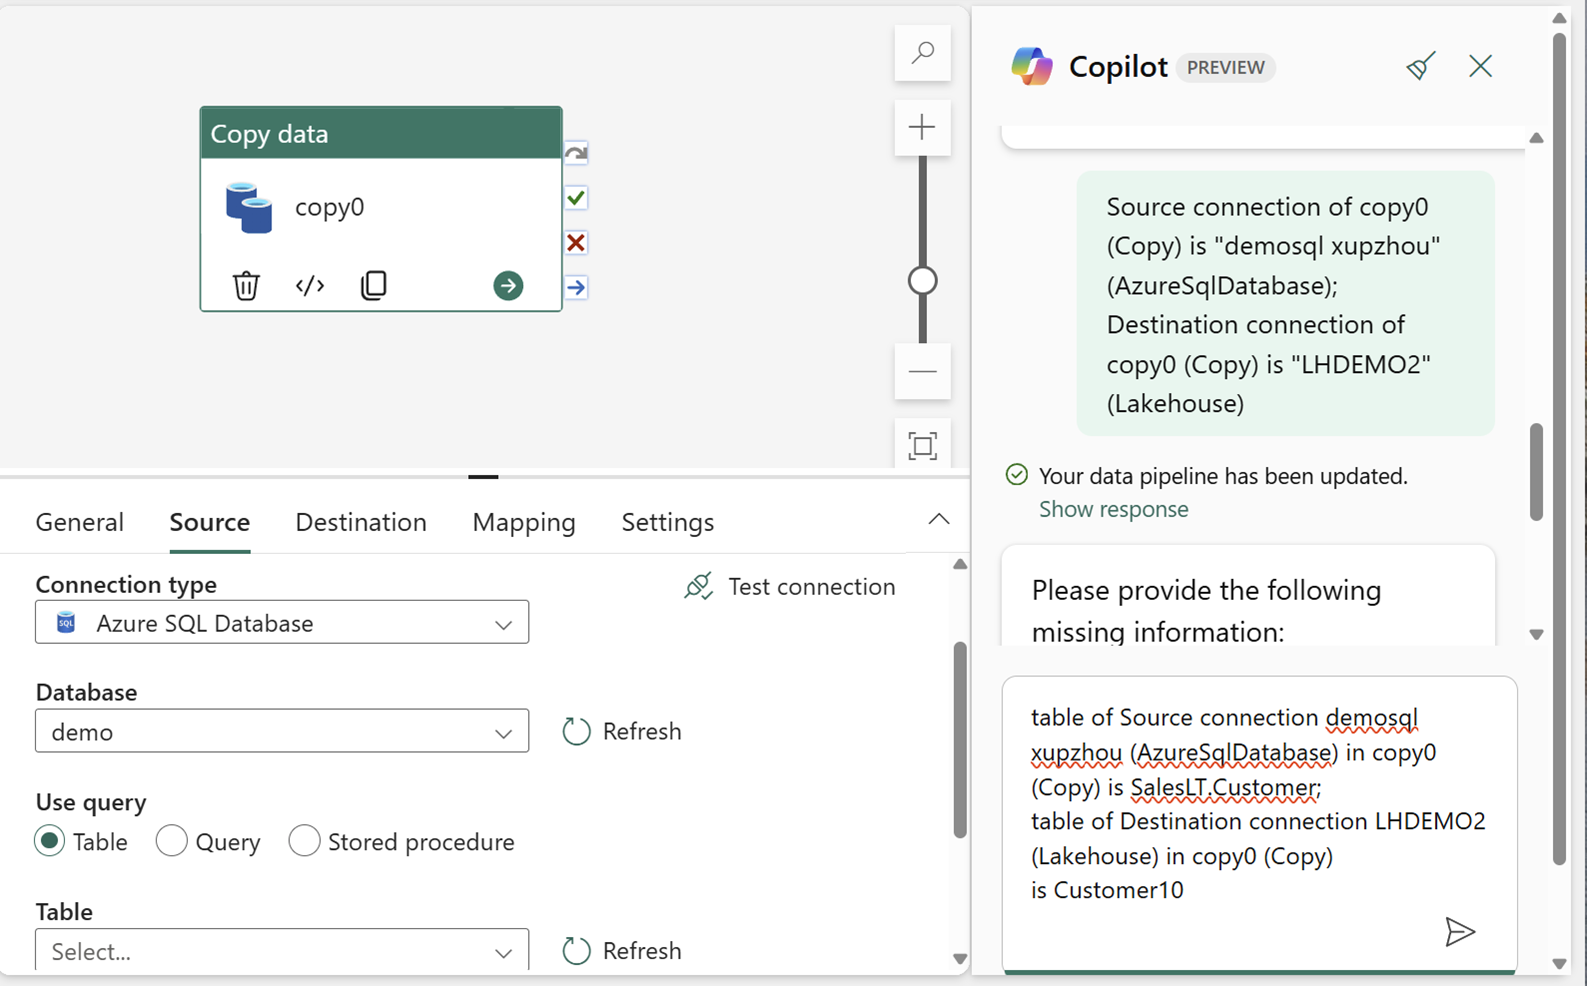 Copy data
copy0
General
Source
Destination
Mapping
Settings
Connection type
Test connection
SQL
Azure SQL Database
Database
demo
Refresh
Use query
Table
Query
Stored procedure
Table
Select...
Refresh
Copilot
PREVIEW
Source connection of copy0
(Copy) is "demosql xupzhou"
(AzureSqlDatabase);
Destination connection of
copy0 (Copy) is "LHDEMO2"
(Lakehouse)
Your data pipeline has been updated.
Show response
Please provide the following
missing information:
table of Source connection demosql
xupzhou (AzureSqlDatabase) in copy0
(Copy) is SalesLT.Customer;
table of Destination connection LHDEMO2
(Lakehouse) in copy0 (Copy)
is Customer10